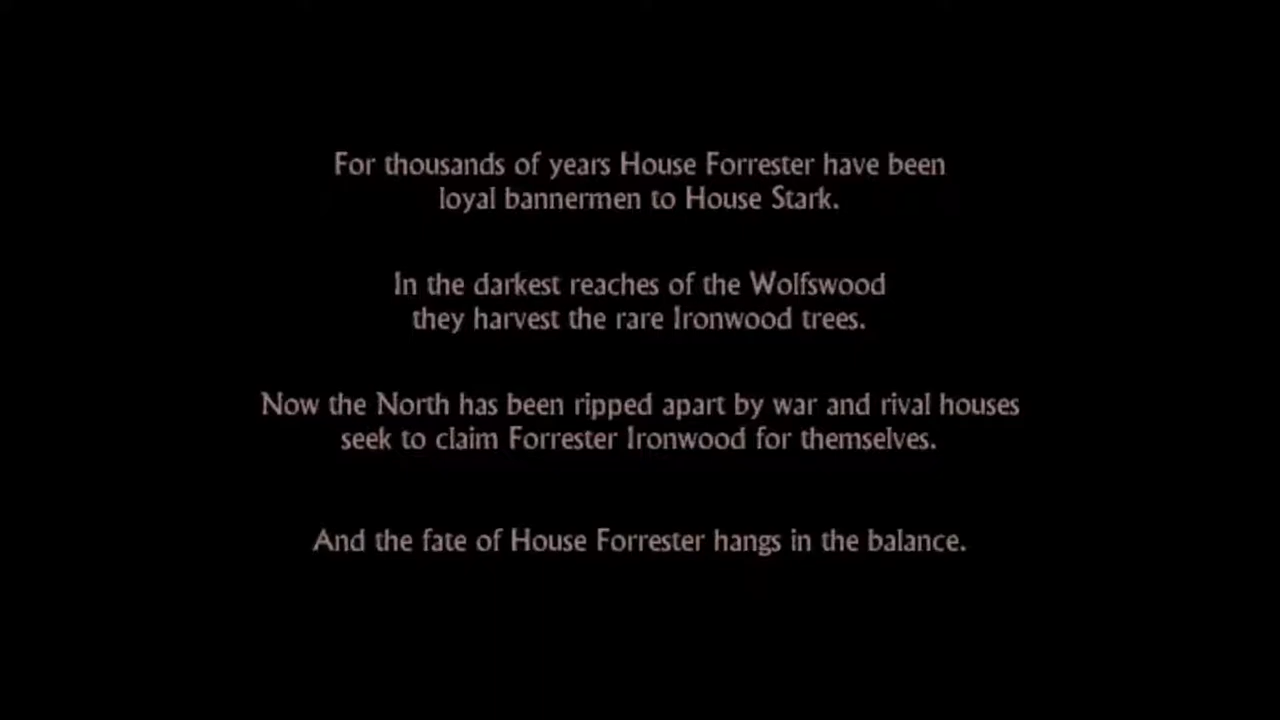 For thousands of years House Forrester have been
loyal bannermen to House Stark.
In the darkest reaches of the Wolfswood
they harvest the rare Ironwood trees.
Now the North has been ripped apart by war and rival houses
seek to claim Forrester Ironwood for themselves.
And the fate of House Forrester hangs in the balance.